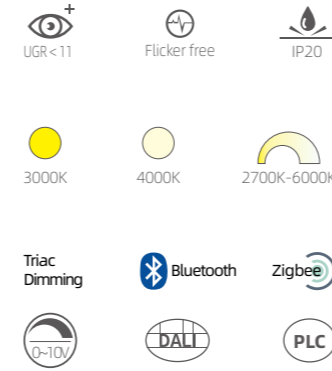 UGR < 11 Flicker free IP20
3000K 4000K 2700K-6000K
Triac
Dimming
Bluetooth Zigbee
0~10V DALI PLC